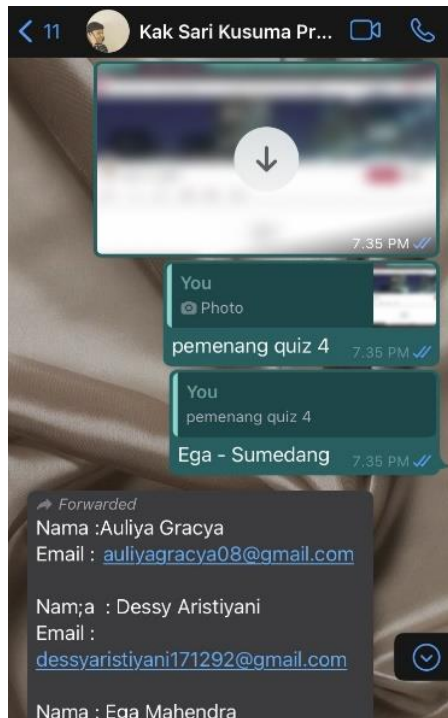 11
Kak Sari Kusuma Pr...
7.35 PM
You
Photo
pemenang quiz 4
7.35 PM
You
pemenang quiz 4
Ega - Sumedang
7.35 PM
Forwarded
Nama :Auliya Gracya
Email : auliyagracya08@gmail.com
Nam;a : Dessy Aristiyani
Email :
dessyaristiyani171292@gmail.com
Nama : Ega Mahendra